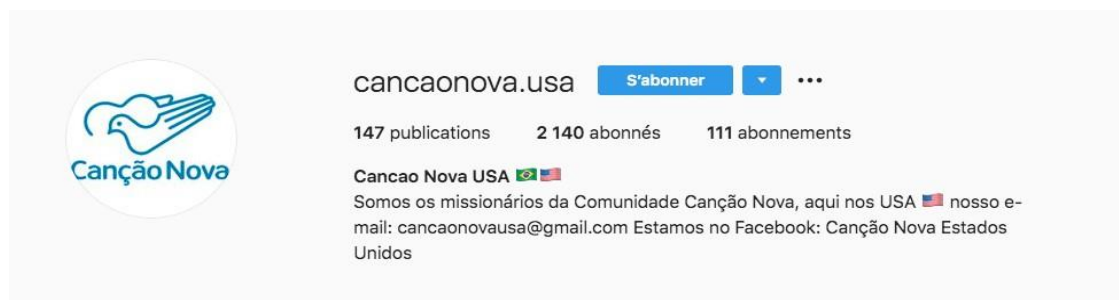 Canção Nova
cancaonova.usa S'abonner
147 publications 2 140 abonnés 111 abonnements
Cancao Nova USA 🇧🇷🇺🇸
Somos os missionários da Comunidade Canção Nova, aqui nos USA 🇺🇸 nosso e-
mail: cancaonovausa@gmail.com Estamos no Facebook: Canção Nova Estados
Unidos